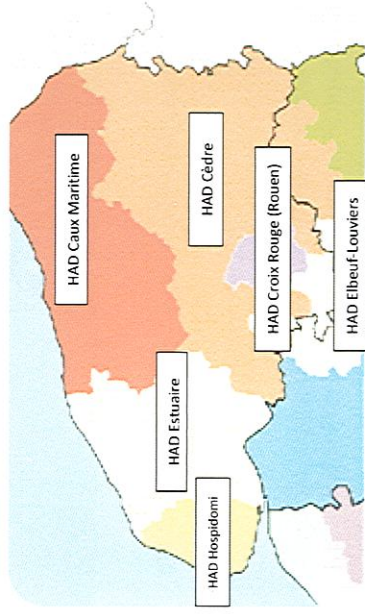 HAD Caux Maritime
HAD Cèdre
HAD Estuaire
HAD Croix Rouge (Rouen)
HAD Hospidomi
HAD Elbeuf-Louviers